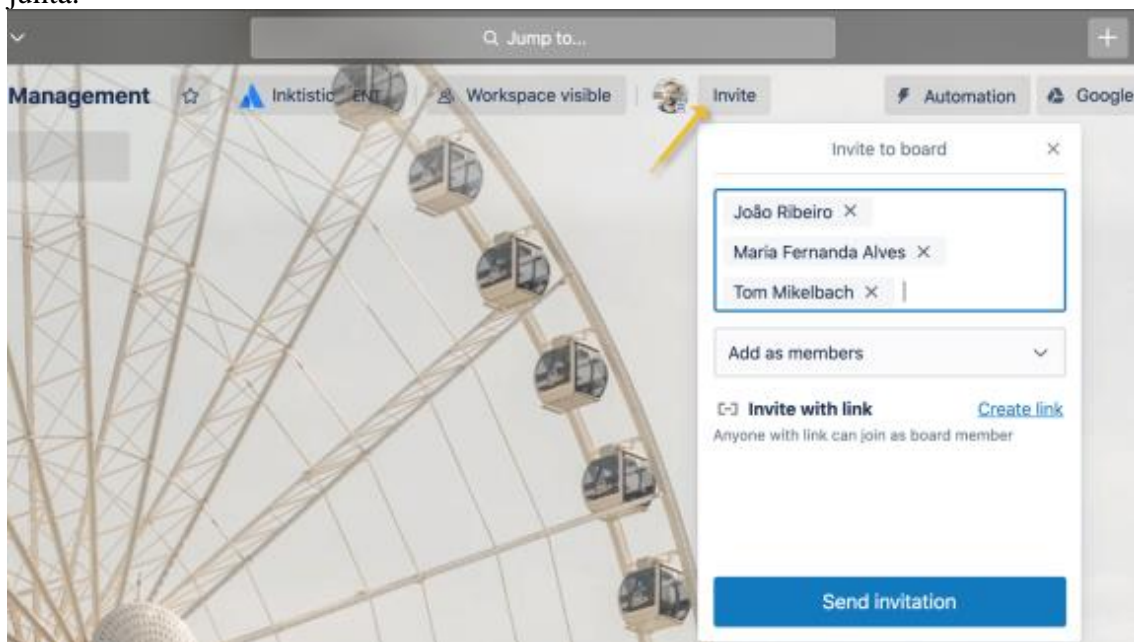 junta.
Jump to...
Management Inktistic ENT Workspace visible Invite Automation Google
Invite to board
João Ribeiro ×
Maria Fernanda Alves ×
Tom Mikelbach ×
Add as members
Invite with link Create link
Anyone with link can join as board member
Send invitation